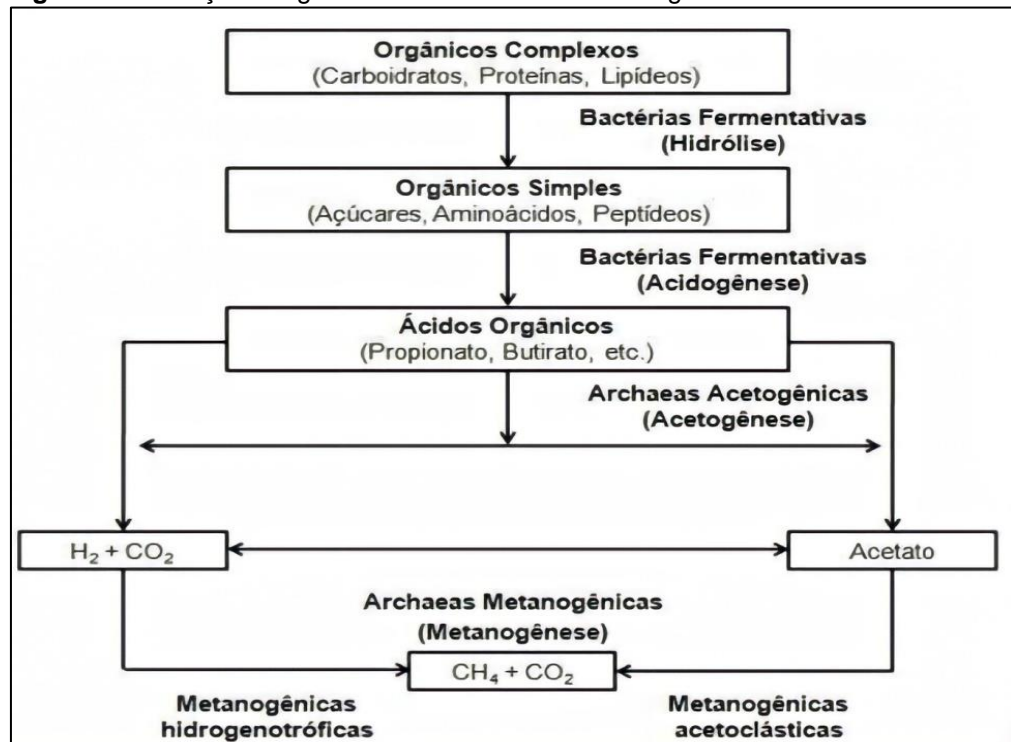 Orgânicos Complexos
(Carboidratos, Proteínas, Lipídeos)
Bactérias Fermentativas
(Hidrólise)
Orgânicos Simples
(Açúcares, Aminoácidos, Peptídeos)
Bactérias Fermentativas
(Acidogênese)
Ácidos Orgânicos
(Propionato, Butirato, etc.)
Archaeas Acetogênicas
(Acetogênese)
H₂ + CO₂
Acetato
Archaeas Metanogênicas
(Metanogênese)
CH₄ + CO₂
Metanogênicas
hidrogenotróficas
Metanogênicas
acetoclásticas